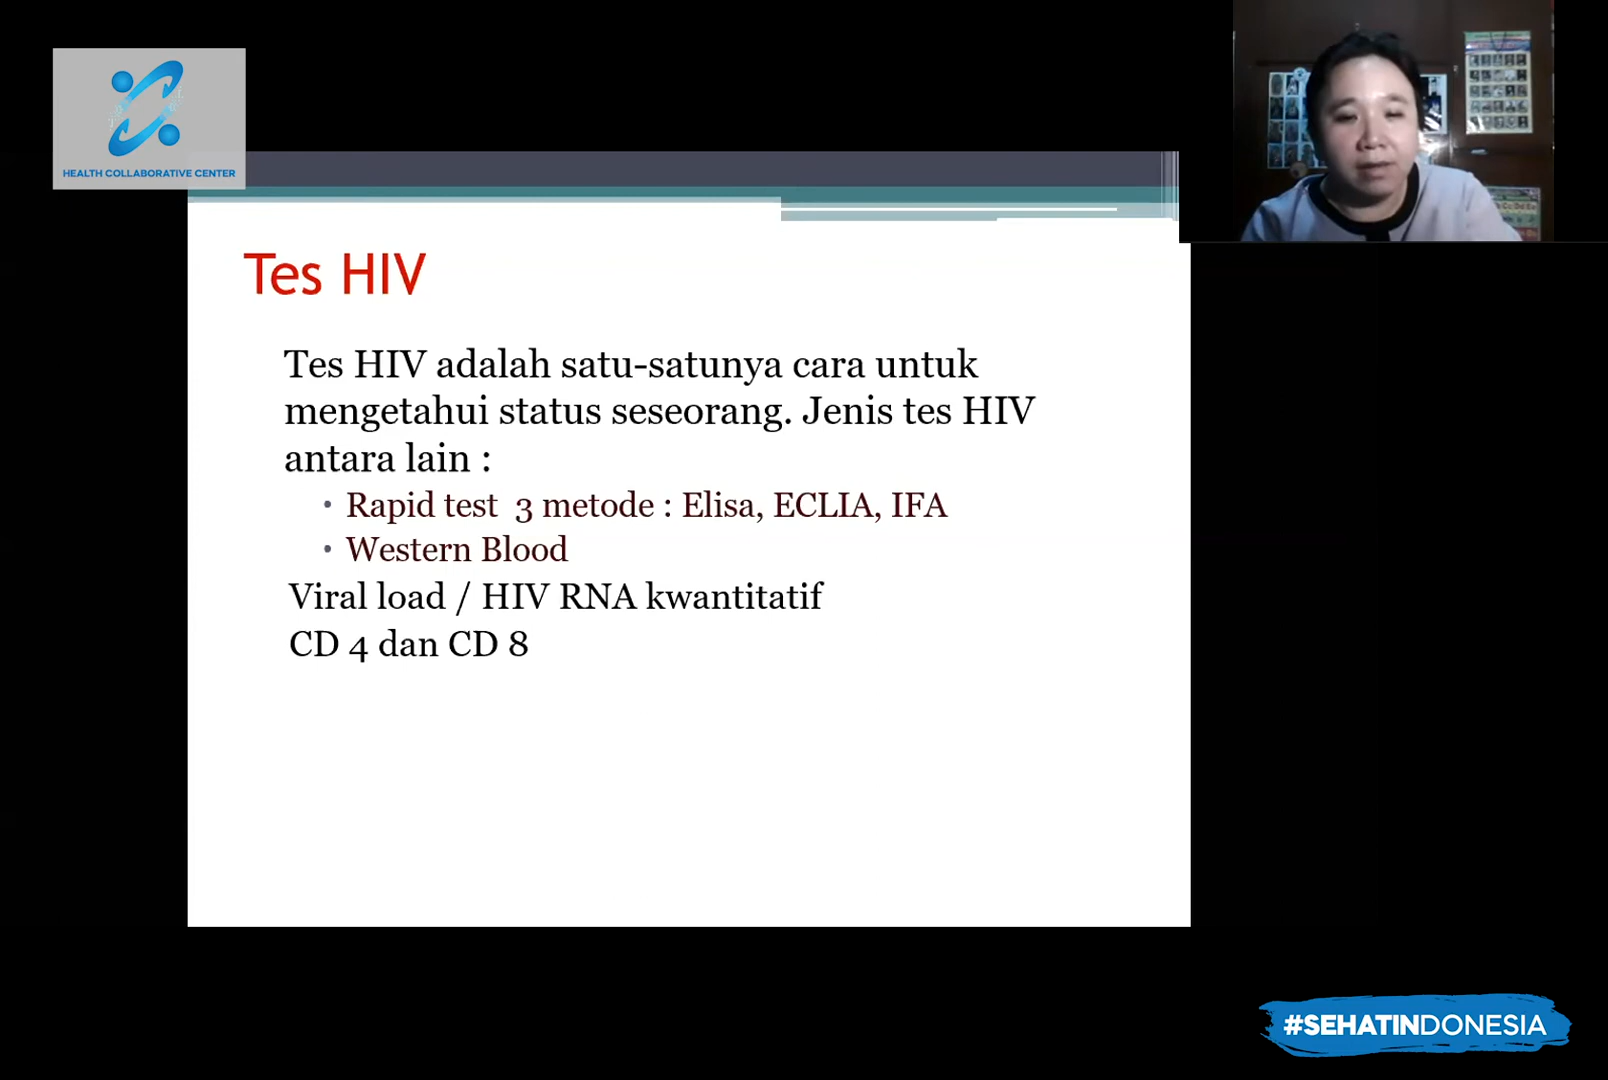 HEALTH COLLABORATIVE CENTER
Tes HIV
Tes HIV adalah satu-satunya cara untuk
mengetahui status seseorang. Jenis tes HIV
antara lain :
• Rapid test 3 metode : Elisa, ECLIA, IFA
• Western Blood
Viral load / HIV RNA kwantitatif
CD 4 dan CD 8
#SEHATINDONESIA